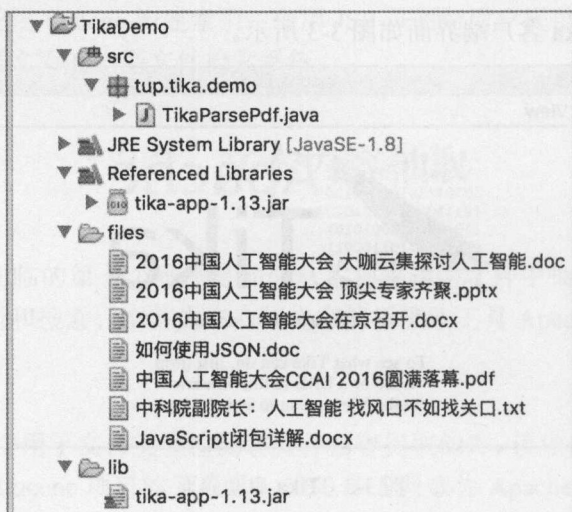 TikaDemo
src
tup.tika.demo
TikaParsePdf.java
JRE System Library [JavaSE-1.8]
Referenced Libraries
tika-app-1.13.jar
files
2016中国人工智能大会 大咖云集探讨人工智能.doc
2016中国人工智能大会 顶尖专家齐聚.pptx
2016中国人工智能大会在京召开.docx
如何使用JSON.doc
中国人工智能大会CCAI 2016圆满落幕.pdf
中科院副院长：人工智能 找风口不如找关口.txt
JavaScript闭包详解.docx
lib
tika-app-1.13.jar